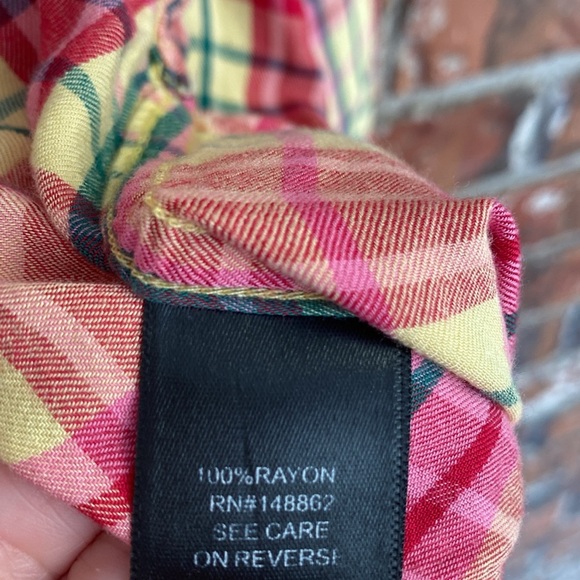 100%RAYON
RN#148862
SEE CARE
ON REVERSE